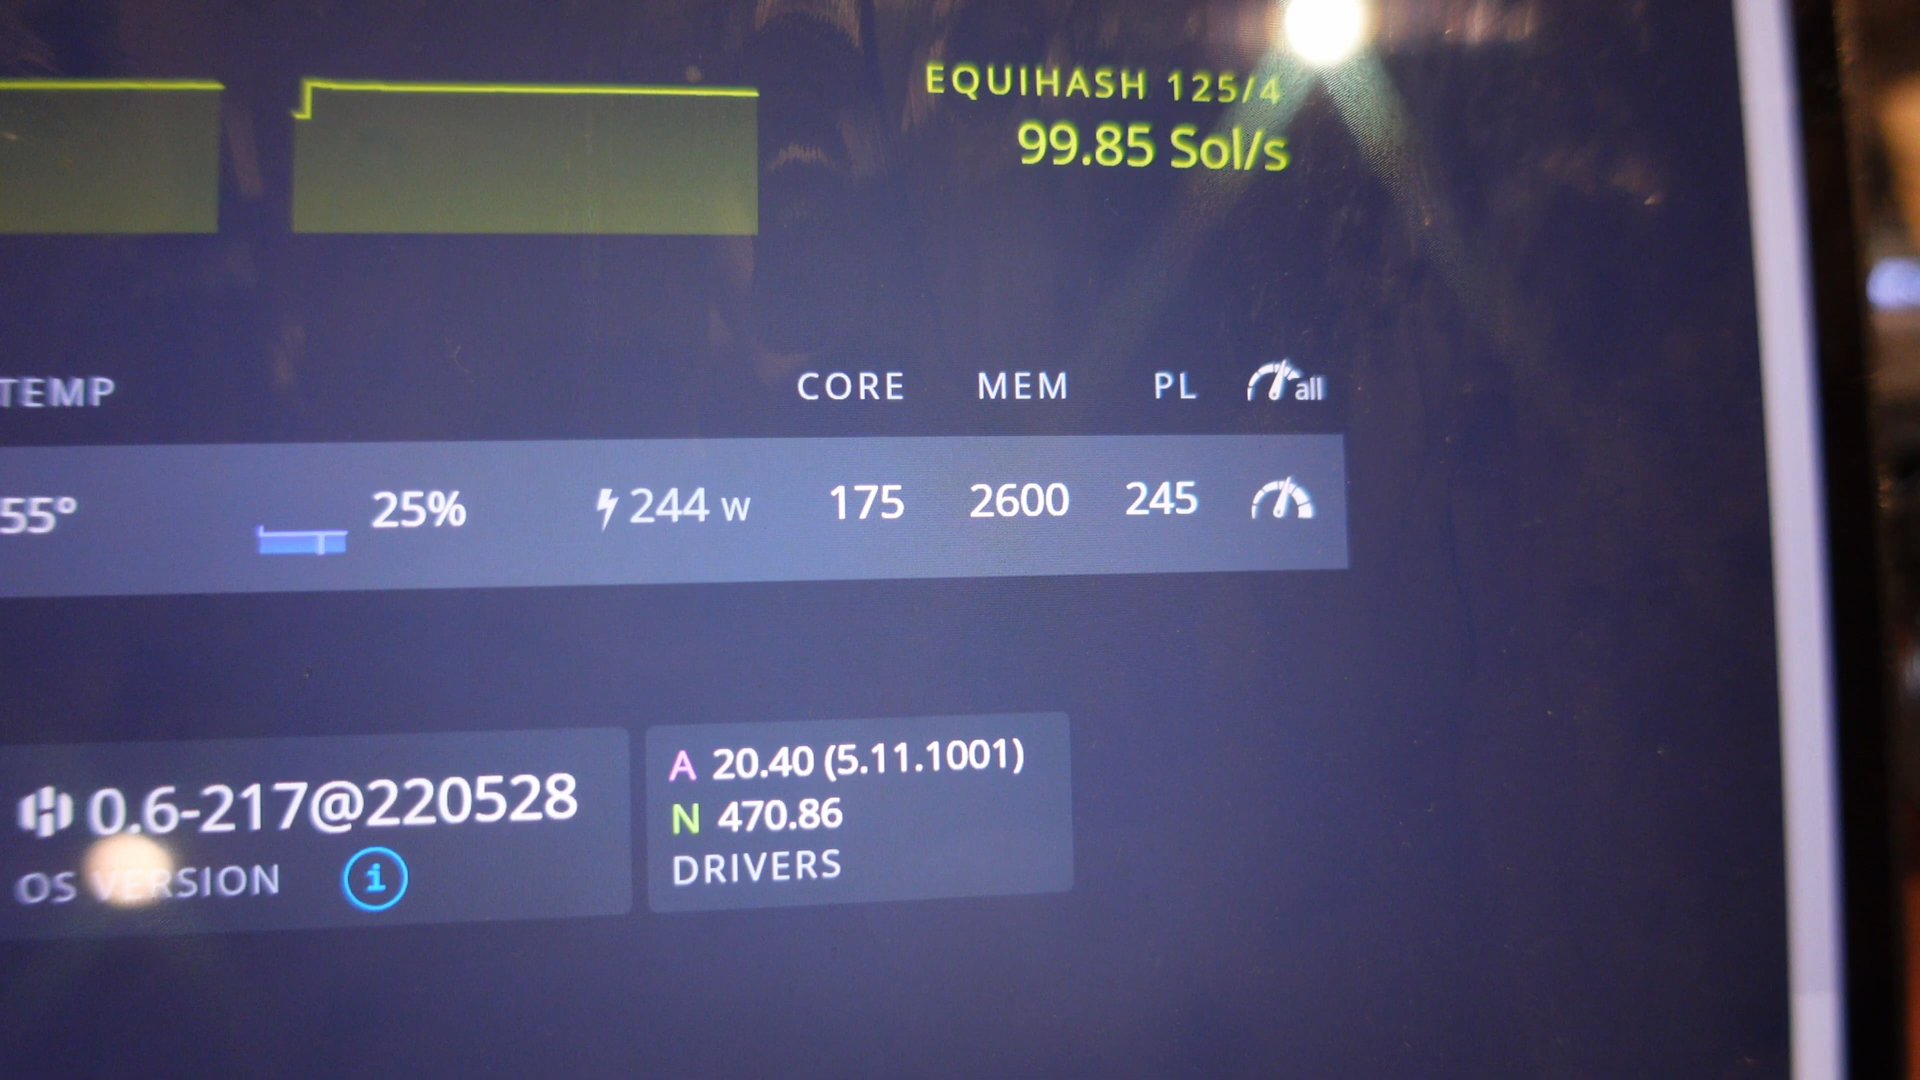 EQUIHASH 125/4
99.85 Sol/s
TEMP CORE MEM PL all
55° 25% 244 W 175 2600 245
0.6-217@220528
OS VERSION i
A 20.40 (5.11.1001)
N 470.86
DRIVERS